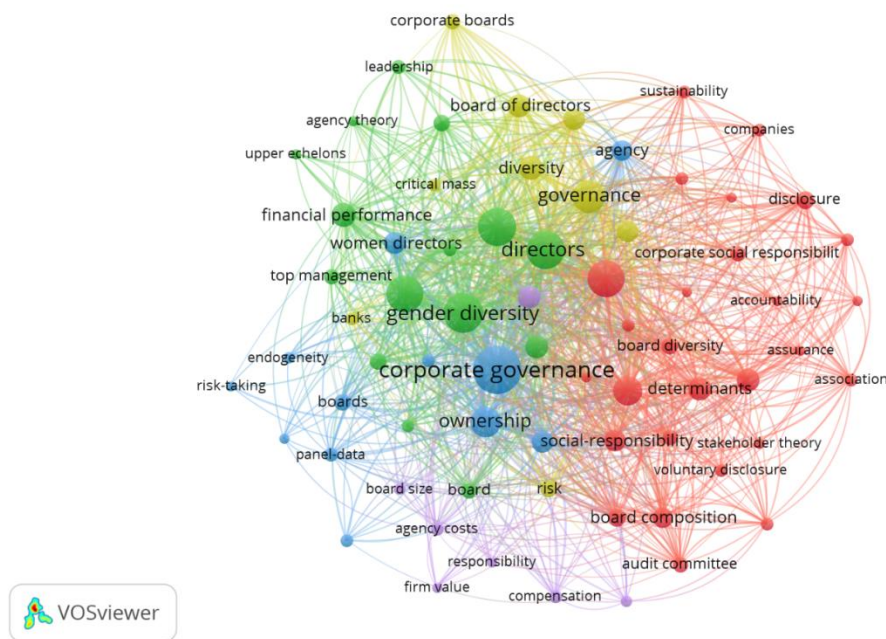 corporate boards
leadership
sustainability
board of directors
agency theory
companies
agency
upper echelons
diversity
critical mass
governance
disclosure
financial performance
women directors
directors
corporate social responsibilit
top management
accountability
gender diversity
banks
board diversity
assurance
endogeneity
corporate governance
risk-taking
determinants
association
boards
ownership
social-responsibility
stakeholder theory
panel-data
voluntary disclosure
board size
board
risk
board composition
agency costs
responsibility
audit committee
firm value
compensation
VOSviewer